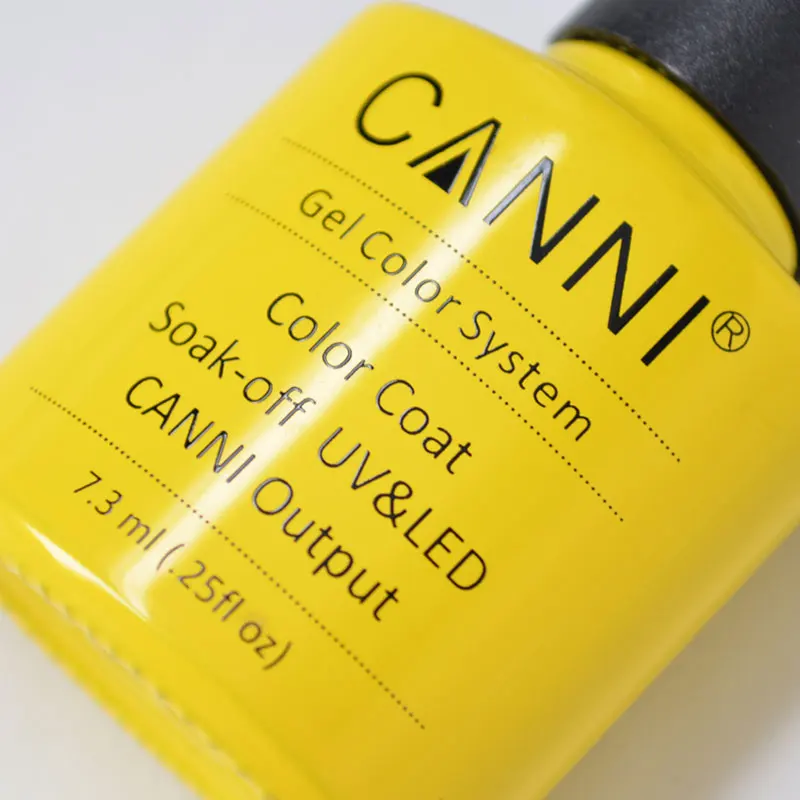 CANNI®
Gel Color System
Color Coat
Soak-off UV&LED
CANNI Output
7.3 ml (.25fl oz)